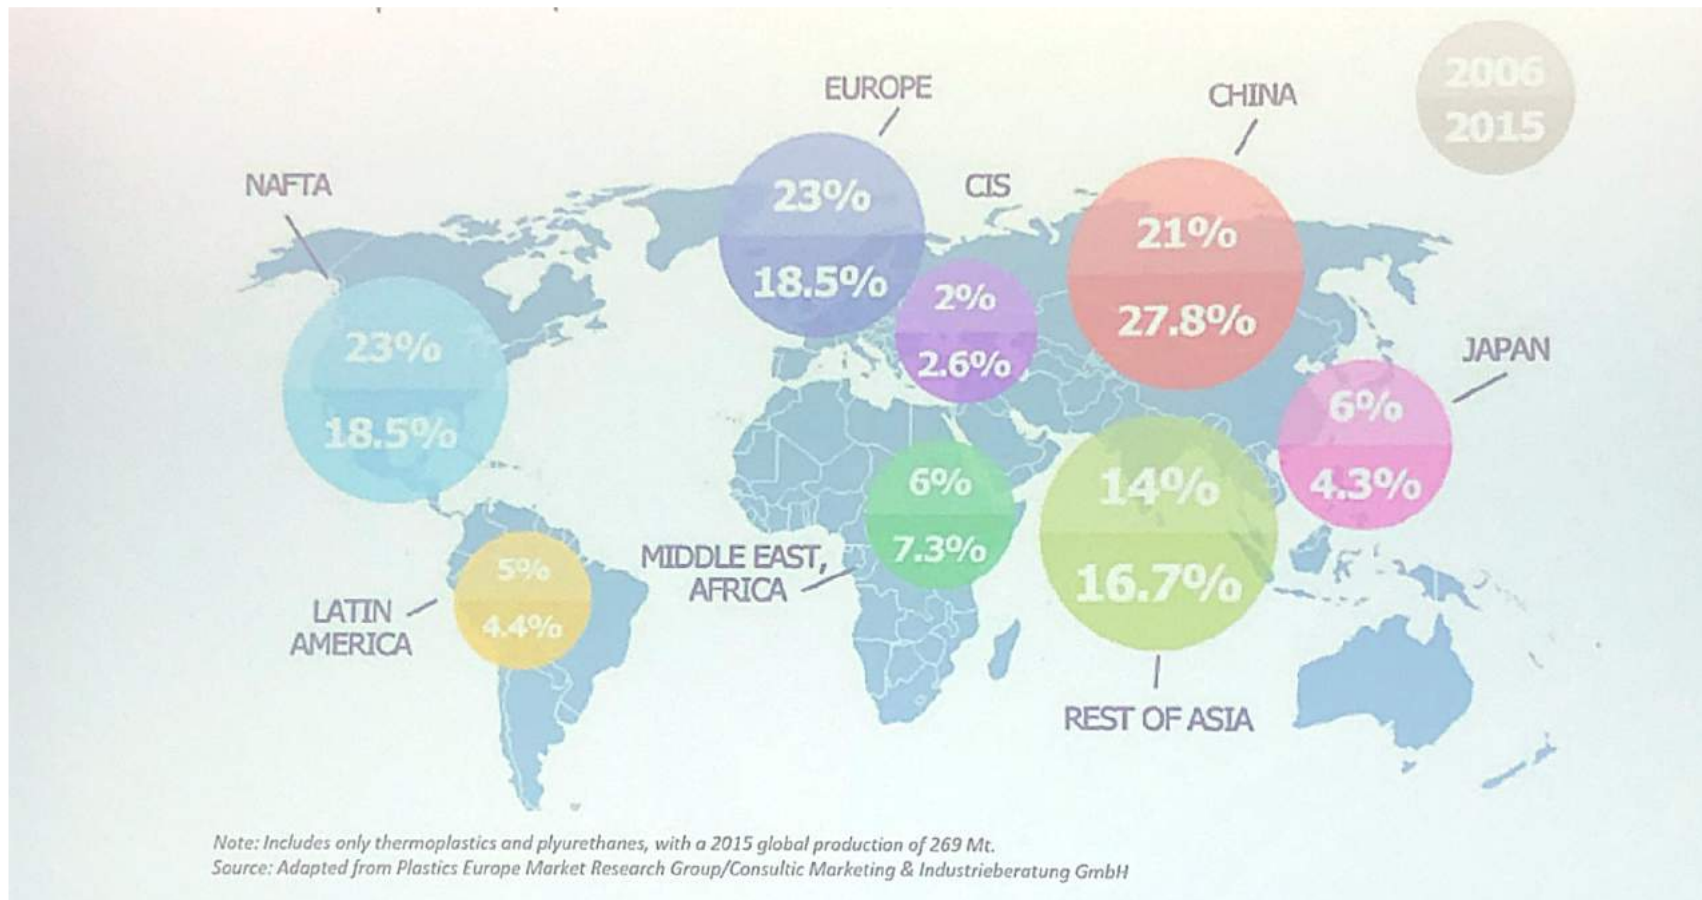 2006
2015
EUROPE
23%
18.5%
CHINA
21%
27.8%
NAFTA
23%
18.5%
CIS
2%
2.6%
JAPAN
6%
4.3%
MIDDLE EAST,
AFRICA
6%
7.3%
REST OF ASIA
14%
16.7%
LATIN
AMERICA
5%
4.4%
Note: Includes only thermoplastics and plyurethanes, with a 2015 global production of 269 Mt.
Source: Adapted from Plastics Europe Market Research Group/Consultic Marketing & Industrieberatung GmbH